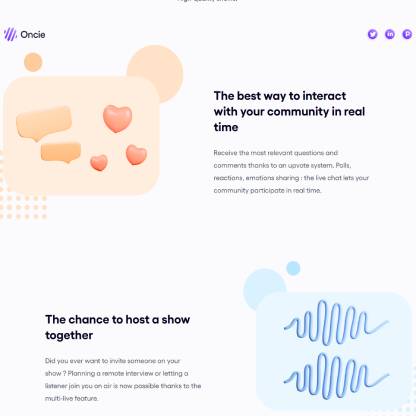 Oncie
The best way to interact
with your community in real
time
Receive the most relevant questions and
comments thanks to an upvote system. Polls,
reactions, emotions sharing : the live chat lets your
community participate in real time.
The chance to host a show
together
Did you ever want to invite someone on your
show ? Planning a remote interview or letting a
listener join you on air is now possible thanks to the
multi-live feature.